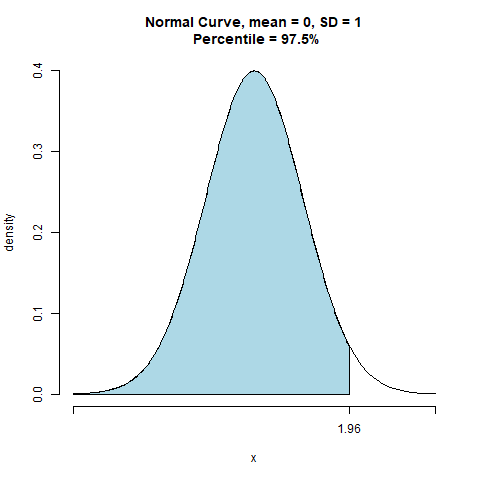 Normal Curve, mean = 0, SD = 1
Percentile = 97.5%
0.4
0.3
0.2
0.1
0.0
density
1.96
x